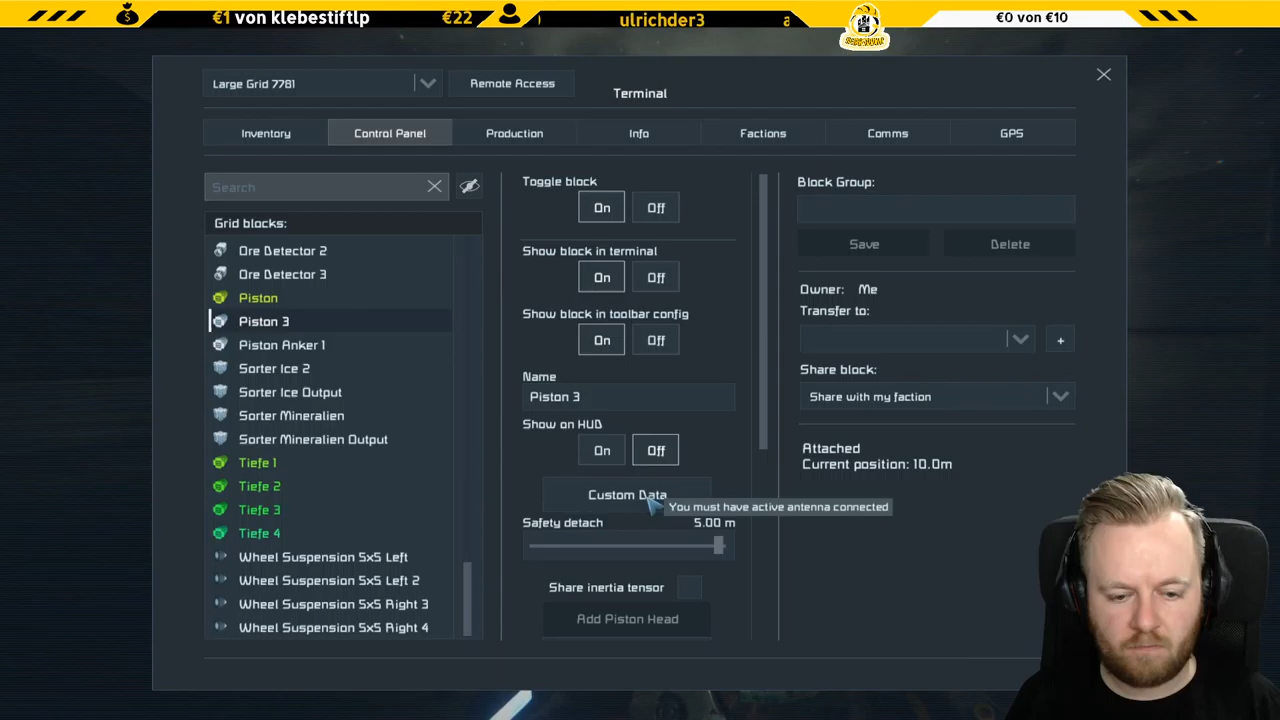 €1 von klebestiftlp
€22
ulrichder3
a
€0 von €10
Large Grid 7781
Remote Access
Terminal
Inventory
Control Panel
Production
Info
Factions
Comms
GPS
Search
Grid blocks:
Ore Detector 2
Ore Detector 3
Piston
Piston 3
Piston Anker 1
Sorter Ice 2
Sorter Ice Output
Sorter Mineralien
Sorter Mineralien Output
Tiefe 1
Tiefe 2
Tiefe 3
Tiefe 4
Wheel Suspension 5x5 Left
Wheel Suspension 5x5 Left 2
Wheel Suspension 5x5 Right 3
Wheel Suspension 5x5 Right 4
Toggle block
On Off
Show block in terminal
On Off
Show block in toolbar config
On Off
Name
Piston 3
Show on HUD
On Off
Custom Data
You must have active antenna connected
Safety detach 5.00 m
Share inertia tensor
Add Piston Head
Block Group:
Save Delete
Owner: Me
Transfer to:
+
Share block:
Share with my faction
Attached
Current position: 10.0m